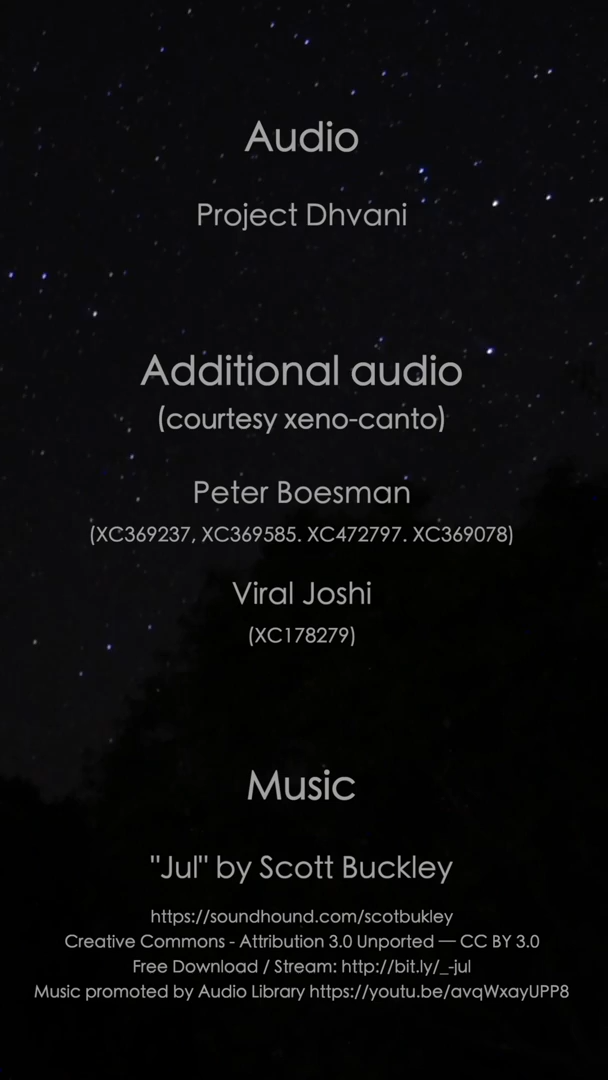 Audio
Project Dhvani
Additional audio
(courtesy xeno-canto)
Peter Boesman
(XC369237, XC369585. XC472797. XC369078)
Viral Joshi
(XC178279)
Music
"Jul" by Scott Buckley
https://soundhound.com/scotbukley
Creative Commons - Attribution 3.0 Unported — CC BY 3.0
Free Download / Stream: http://bit.ly/_-jul
Music promoted by Audio Library https://youtu.be/avqWxayUPP8